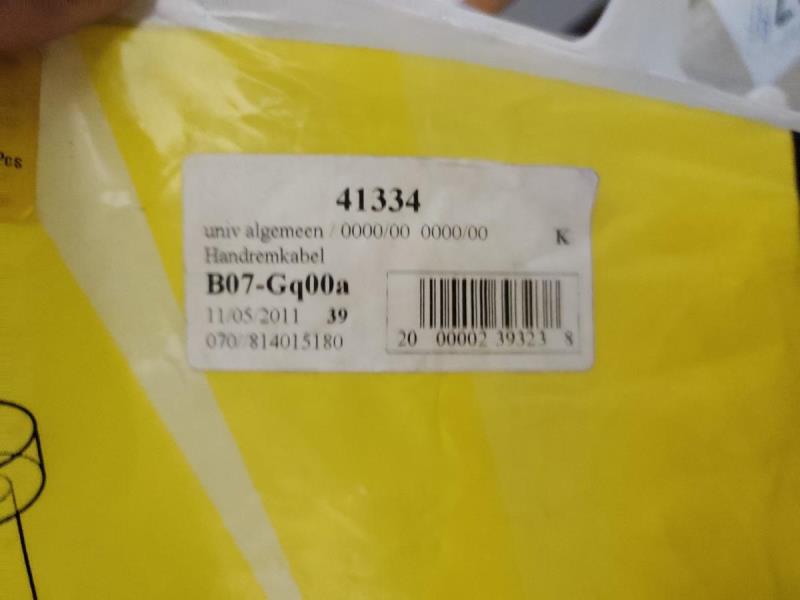 Pcs
41334
univ algemeen / 0000/00 0000/00 K
Handremkabel
B07-Gq00a
11/05/2011 39
070//814015180
20 00002 39323 8